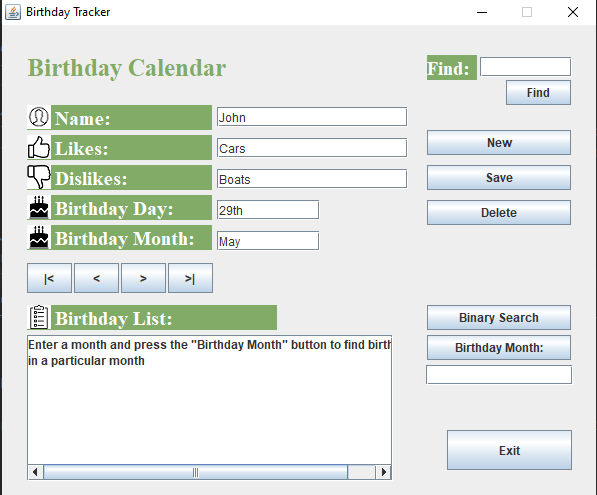 Birthday Tracker
Birthday Calendar
Find:
Find
Name: John
Likes: Cars
Dislikes: Boats
Birthday Day: 29th
Birthday Month: May
New
Save
Delete
|< < > >|
Birthday List:
Enter a month and press the "Birthday Month" button to find birth
in a particular month
Binary Search
Birthday Month:
Exit